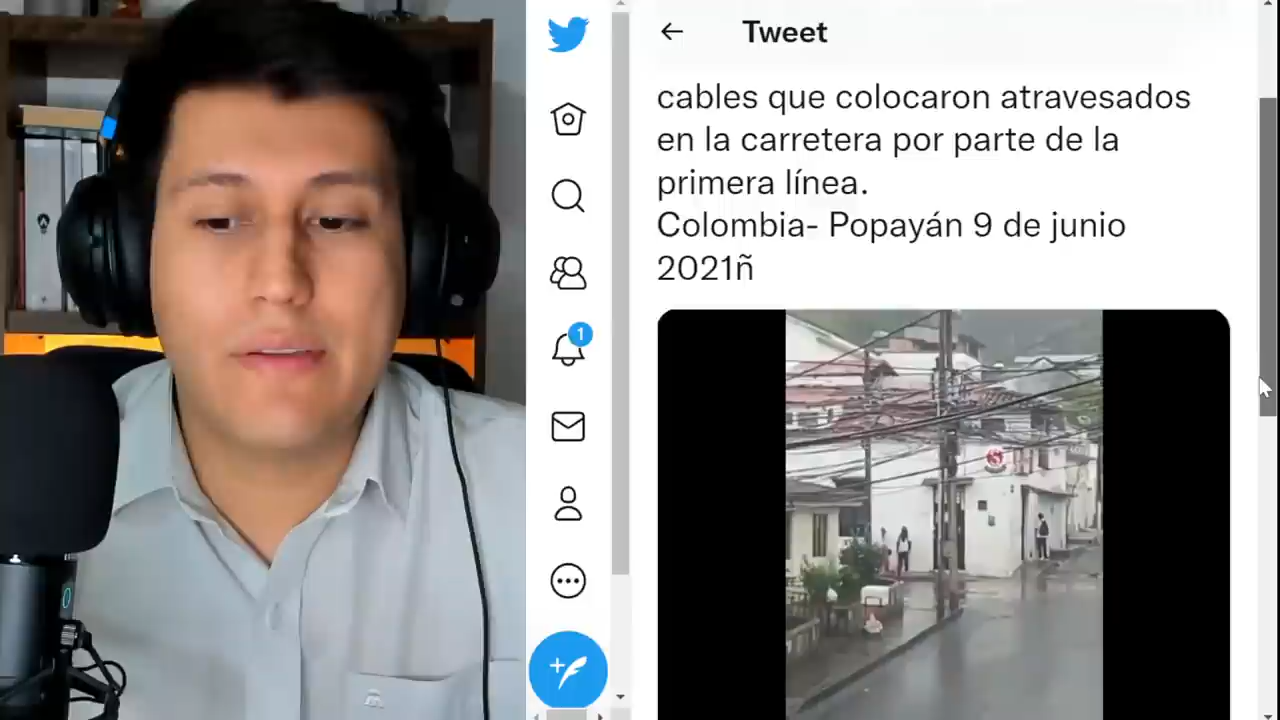 Tweet
cables que colocaron atravesados
en la carretera por parte de la
primera línea.
Colombia- Popayán 9 de junio
2021ñ
1